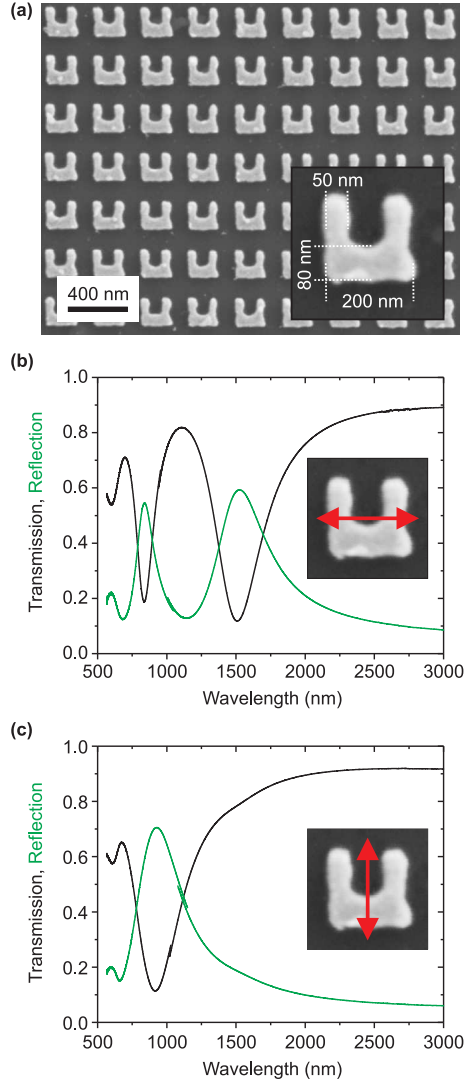 (a)
50 nm
80 nm
200 nm
400 nm
(b)
1.0
0.8
0.6
0.4
0.2
0.0
Transmission, Reflection
500 1000 1500 2000 2500 3000
Wavelength (nm)
(c)
1.0
0.8
0.6
0.4
0.2
0.0
Transmission, Reflection
500 1000 1500 2000 2500 3000
Wavelength (nm)